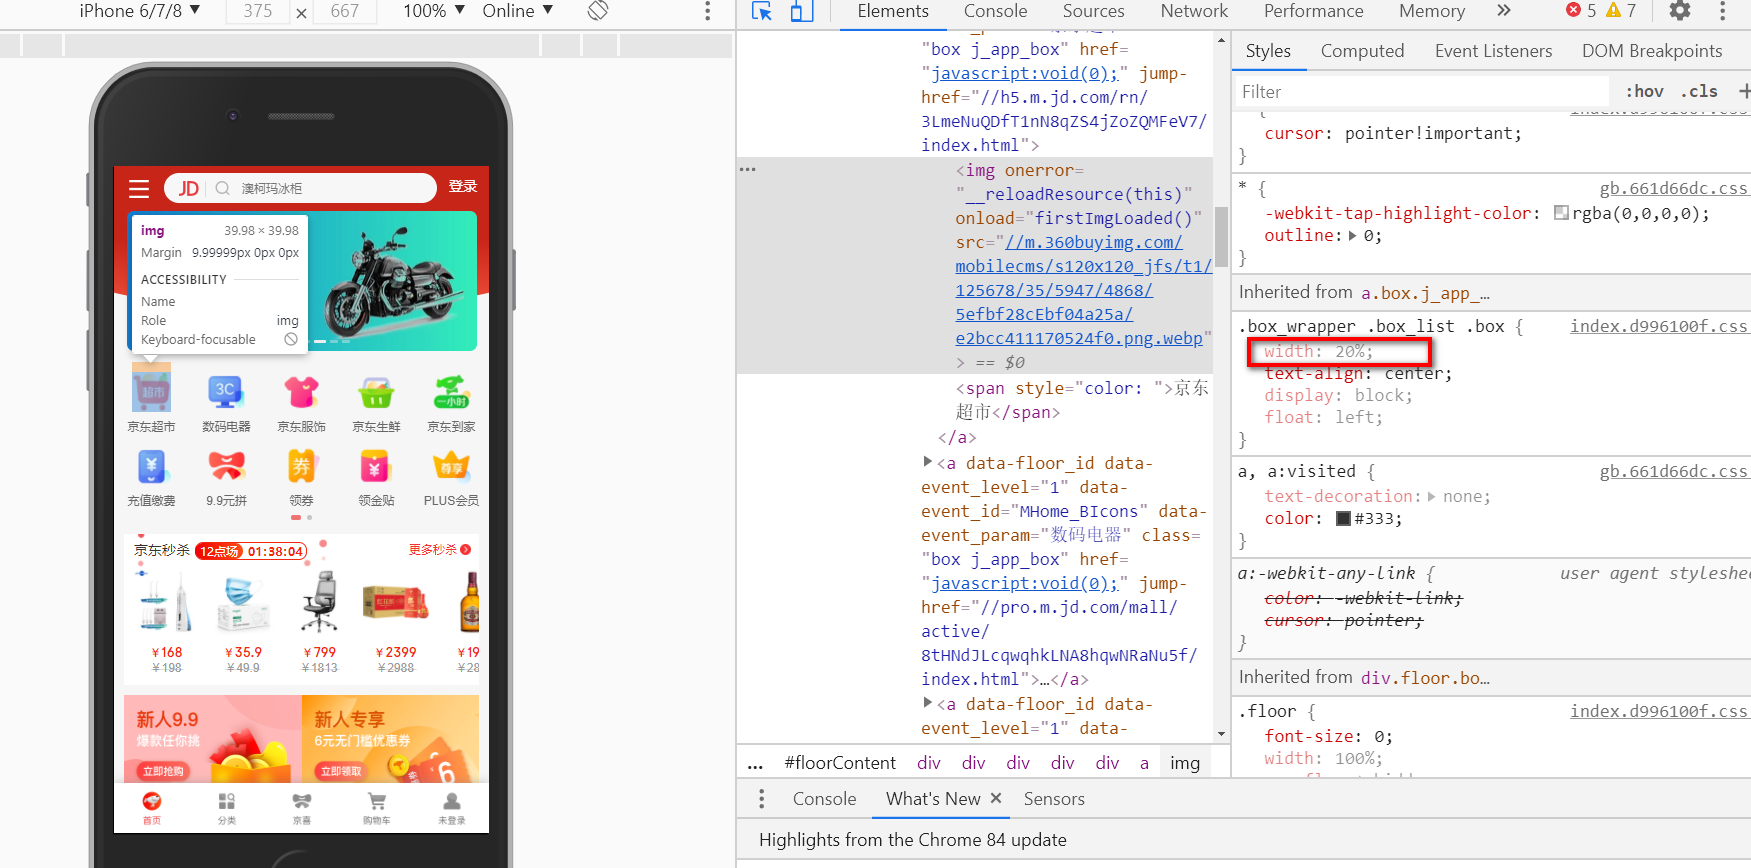 iPhone 6/7/8 ▼ 375 × 667 100% ▼ Online ▼
JD 澳柯玛冰柜 登录
img 39.98 × 39.98
Margin 9.99999px 0px 0px
ACCESSIBILITY
Name
Role img
Keyboard-focusable
超市 3C 一小时
京东超市 数码电器 京东服饰 京东生鲜 京东到家
¥ 券 ¥ 尊享
充值缴费 9.9元拼 领券 领金贴 PLUS会员
京东秒杀 12点场 01:38:04 更多秒杀
¥168 ¥35.9 ¥799 ¥2399 ¥19
¥198 ¥49.9 ¥1813 ¥2988 ¥28
新人9.9 新人专享
爆款任你挑 6元无门槛优惠券
立即抢购 立即领取 6
首页 分类 京喜 购物车 未登录
Elements Console Sources Network Performance Memory » 5 7
"box j_app_box" href=
"javascript:void(0);" jump-
href="//h5.m.jd.com/rn/
3LmeNuQDfT1nN8qZS4jZoZQMFeV7/
index.html">
<img onerror=
"__reloadResource(this)"
onload="firstImgLoaded()"
src="//m.360buyimg.com/
mobilecms/s120x120_jfs/t1/
125678/35/5947/4868/
5efbf28cEbf04a25a/
e2bcc411170524f0.png.webp"
> == $0
<span style="color: ">京东
超市</span>
</a>
<a data-floor_id data-
event_level="1" data-
event_id="MHome_BIcons" data-
event_param="数码电器" class=
"box j_app_box" href=
"javascript:void(0);" jump-
href="//pro.m.jd.com/mall/
active/
8tHNdJLcqwqhkLNA8hqwNRaNu5f/
index.html">…</a>
<a data-floor_id data-
event_level="1" data-
... #floorContent div div div div div a img
Styles Computed Event Listeners DOM Breakpoints
Filter :hov .cls +
{ index.d996100f.css
cursor: pointer!important;
}
* { gb.661d66dc.css
-webkit-tap-highlight-color: rgba(0,0,0,0);
outline: 0;
}
Inherited from a.box.j_app_…
.box_wrapper .box_list .box { index.d996100f.css
width: 20%;
text-align: center;
display: block;
float: left;
}
a, a:visited { gb.661d66dc.css
text-decoration: none;
color: #333;
}
a:-webkit-any-link { user agent styleshe
color: -webkit-link;
cursor: pointer;
}
Inherited from div.floor.bo…
.floor { index.d996100f.css
font-size: 0;
width: 100%;
Console What's New × Sensors
Highlights from the Chrome 84 update